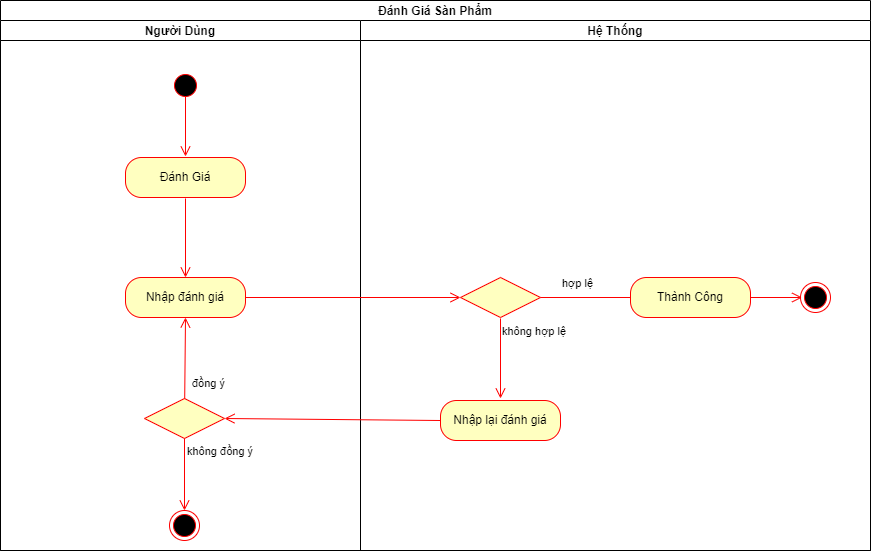 Đánh Giá Sản Phẩm
Người Dùng
Hệ Thống
Đánh Giá
Nhập đánh giá
hợp lệ
Thành Công
không hợp lệ
đồng ý
Nhập lại đánh giá
không đồng ý